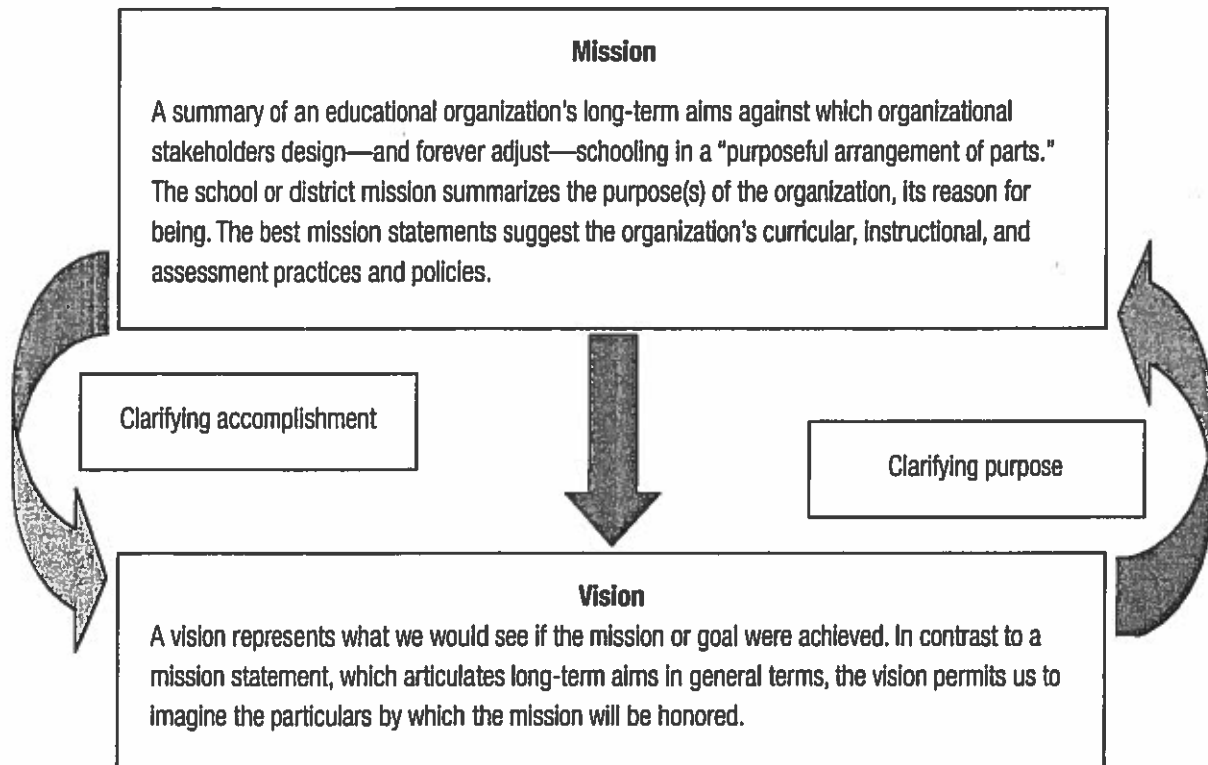 Mission
A summary of an educational organization's long-term aims against which organizational
stakeholders design—and forever adjust—schooling in a "purposeful arrangement of parts."
The school or district mission summarizes the purpose(s) of the organization, its reason for
being. The best mission statements suggest the organization's curricular, instructional, and
assessment practices and policies.
Clarifying accomplishment
Clarifying purpose
Vision
A vision represents what we would see if the mission or goal were achieved. In contrast to a
mission statement, which articulates long-term aims in general terms, the vision permits us to
imagine the particulars by which the mission will be honored.